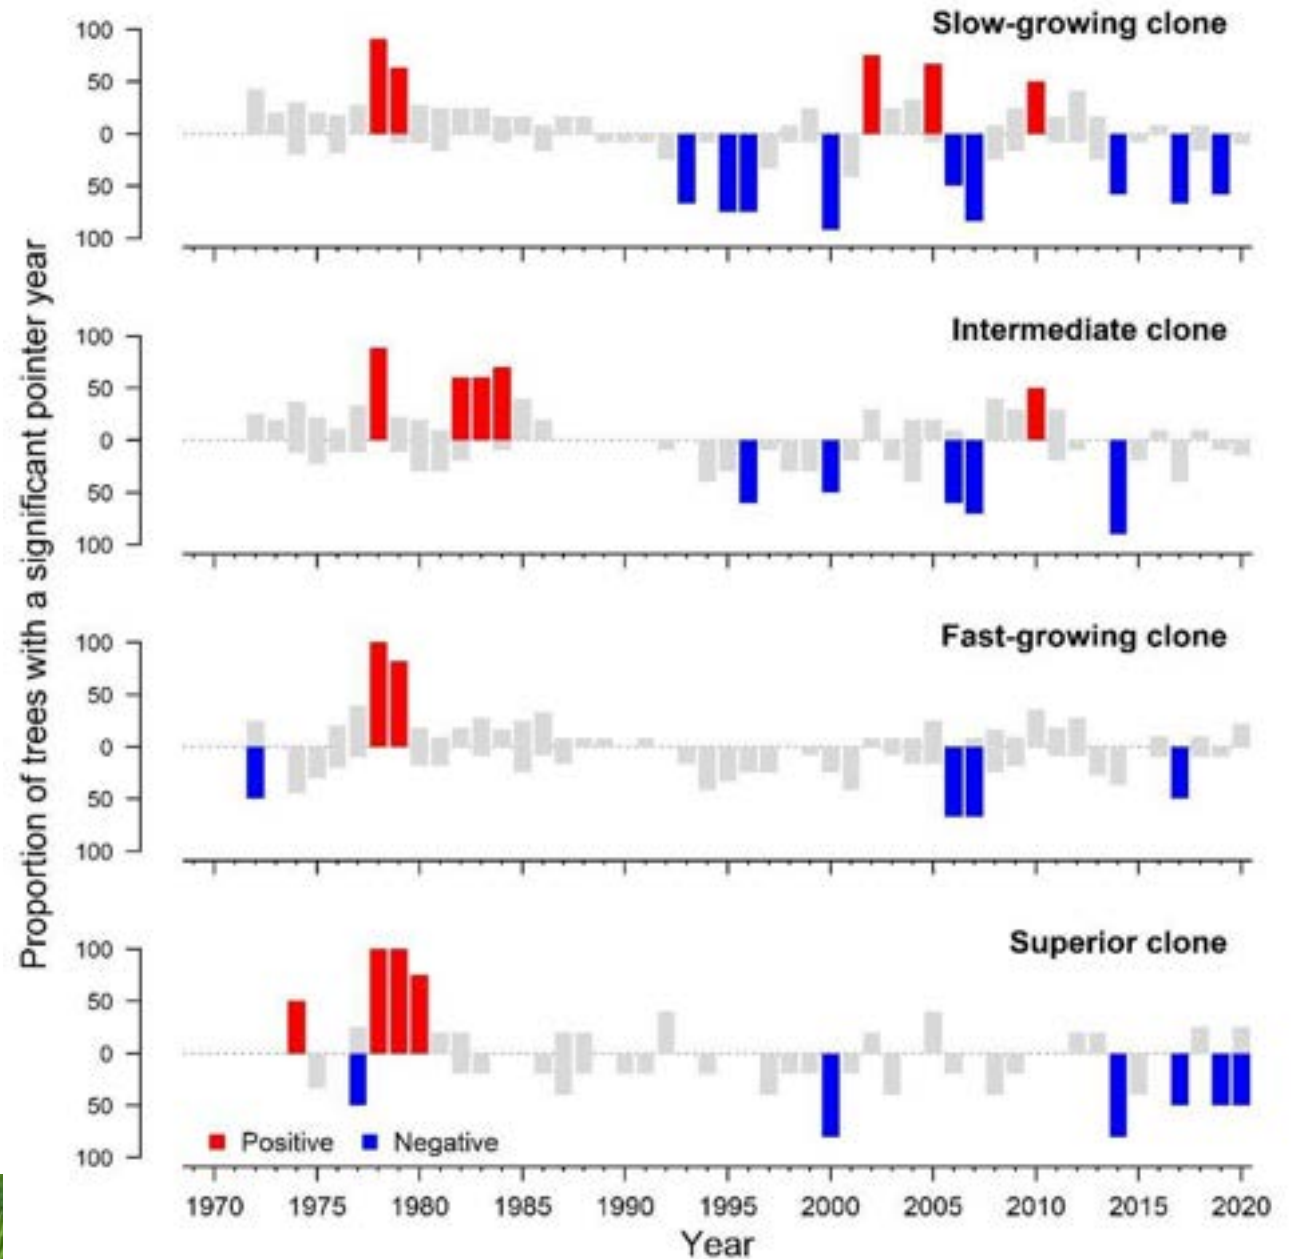 Proportion of trees with a significant pointer year
Slow-growing clone
100
50
0
50
100
Intermediate clone
100
50
0
50
100
Fast-growing clone
100
50
0
50
100
Superior clone
100
50
0
50
100
Positive Negative
1970 1975 1980 1985 1990 1995 2000 2005 2010 2015 2020
Year